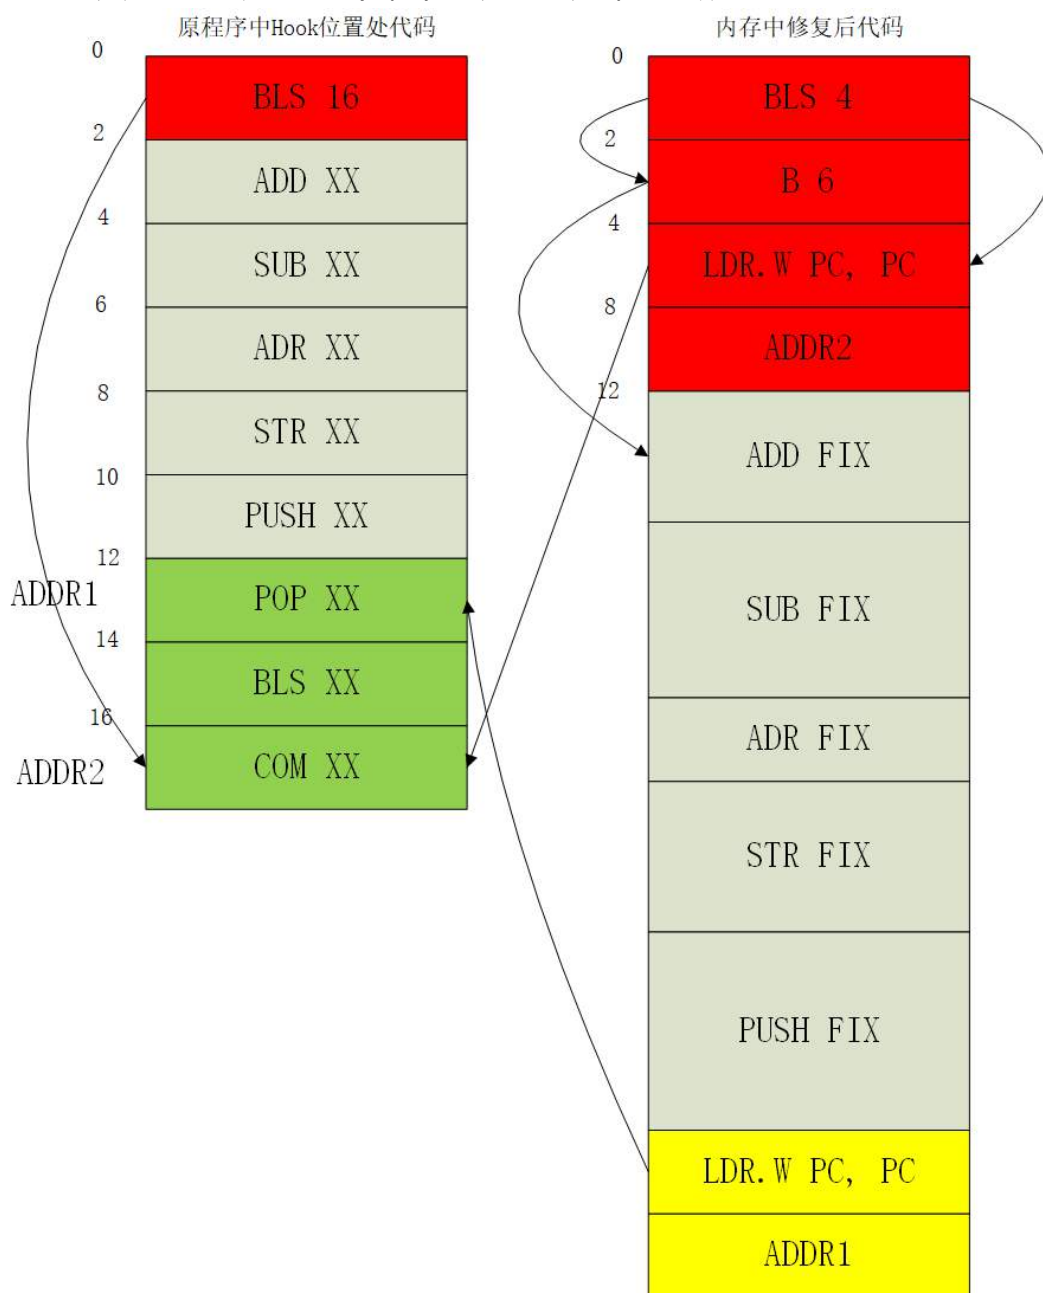 原程序中Hook位置处代码
0
BLS 16
2
ADD XX
4
SUB XX
6
ADR XX
8
STR XX
10
PUSH XX
12
ADDR1
POP XX
14
BLS XX
16
ADDR2
COM XX
内存中修复后代码
0
BLS 4
2
B 6
4
LDR.W PC, PC
8
ADDR2
12
ADD FIX
SUB FIX
ADR FIX
STR FIX
PUSH FIX
LDR.W PC, PC
ADDR1